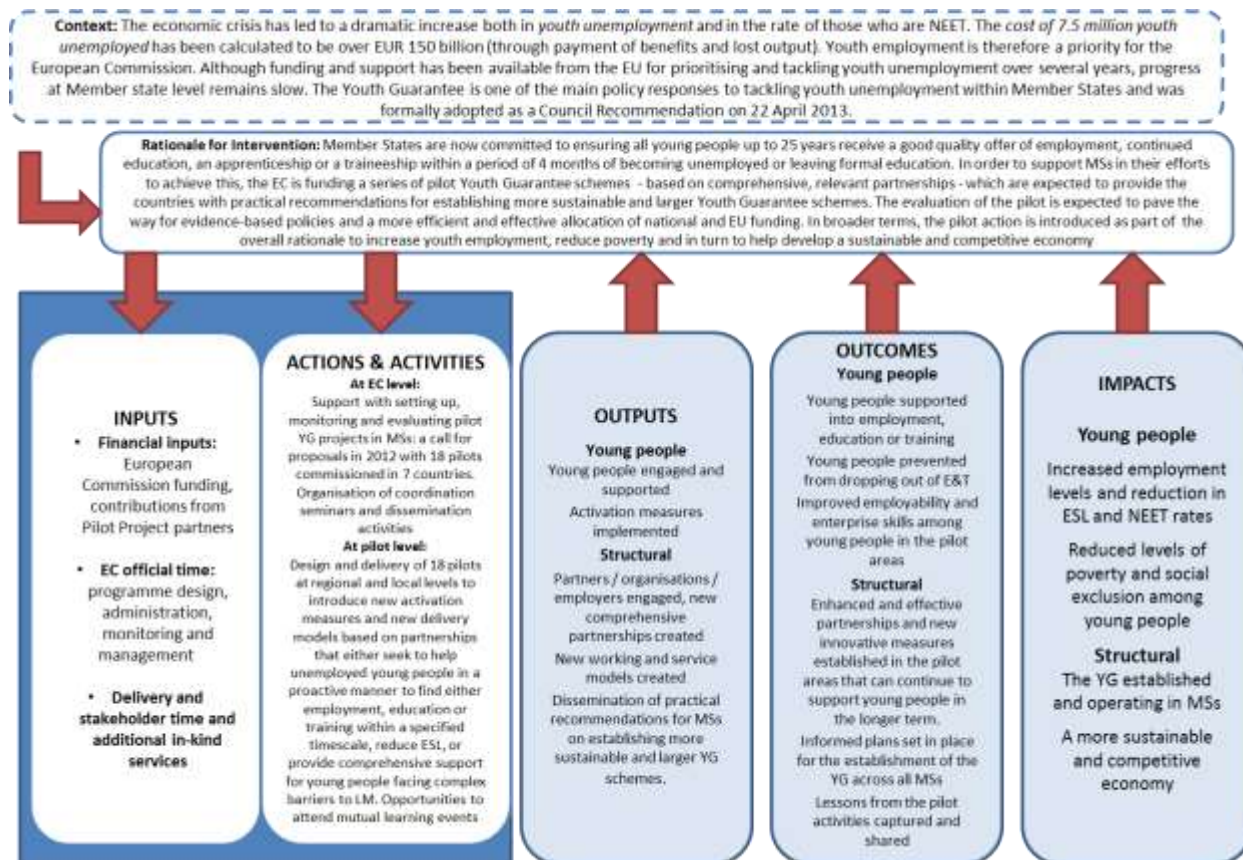 Context: The economic crisis has led to a dramatic increase both in youth unemployment and in the rate of those who are NEET. The cost of 7.5 million youth
unemployed has been calculated to be over EUR 150 billion (through payment of benefits and lost output). Youth employment is therefore a priority for the
European Commission. Although funding and support has been available from the EU for prioritising and tackling youth unemployment over several years, progress
at Member state level remains slow. The Youth Guarantee is one of the main policy responses to tackling youth unemployment within Member States and was
formally adopted as a Council Recommendation on 22 April 2013.
Rationale for Intervention: Member States are now committed to ensuring all young people up to 25 years receive a good quality offer of employment, continued
education, an apprenticeship or a traineeship within a period of 4 months of becoming unemployed or leaving formal education. In order to support MSs in their efforts
to achieve this, the EC is funding a series of pilot Youth Guarantee schemes - based on comprehensive, relevant partnerships - which are expected to provide the
countries with practical recommendations for establishing more sustainable and larger Youth Guarantee schemes. The evaluation of the pilot is expected to pave the
way for evidence-based policies and a more efficient and effective allocation of national and EU funding. In broader terms, the pilot action is introduced as part of the
overall rationale to increase youth employment, reduce poverty and in turn to help develop a sustainable and competitive economy
INPUTS
• Financial inputs:
European
Commission funding,
contributions from
Pilot Project partners
• EC official time:
programme design,
administration,
monitoring and
management
• Delivery and
stakeholder time and
additional in-kind
services
ACTIONS & ACTIVITIES
At EC level:
Support with setting up,
monitoring and evaluating pilot
YG projects in MSs: a call for
proposals in 2012 with 18 pilots
commissioned in 7 countries.
Organisation of coordination
seminars and dissemination
activities
At pilot level:
Design and delivery of 18 pilots
at regional and local levels to
introduce new activation
measures and new delivery
models based on partnerships
that either seek to help
unemployed young people in a
proactive manner to find either
employment, education or
training within a specified
timescale, reduce ESL, or
provide comprehensive support
for young people facing complex
barriers to LM. Opportunities to
attend mutual learning events
OUTPUTS
Young people
Young people engaged and
supported
Activation measures
implemented
Structural
Partners / organisations /
employers engaged, new
comprehensive
partnerships created
New working and service
models created
Dissemination of practical
recommendations for MSs
on establishing more
sustainable and larger YG
schemes.
OUTCOMES
Young people
Young people supported
into employment,
education or training
Young people prevented
from dropping out of E&T
Improved employability and
enterprise skills among
young people in the pilot
areas
Structural
Enhanced and effective
partnerships and new
innovative measures
established in the pilot
areas that can continue to
support young people in
the longer term.
Informed plans set in place
for the establishment of the
YG across all MSs
Lessons from the pilot
activities captured and
shared
IMPACTS
Young people
Increased employment
levels and reduction in
ESL and NEET rates
Reduced levels of
poverty and social
exclusion among
young people
Structural
The YG established
and operating in MSs
A more sustainable
and competitive
economy